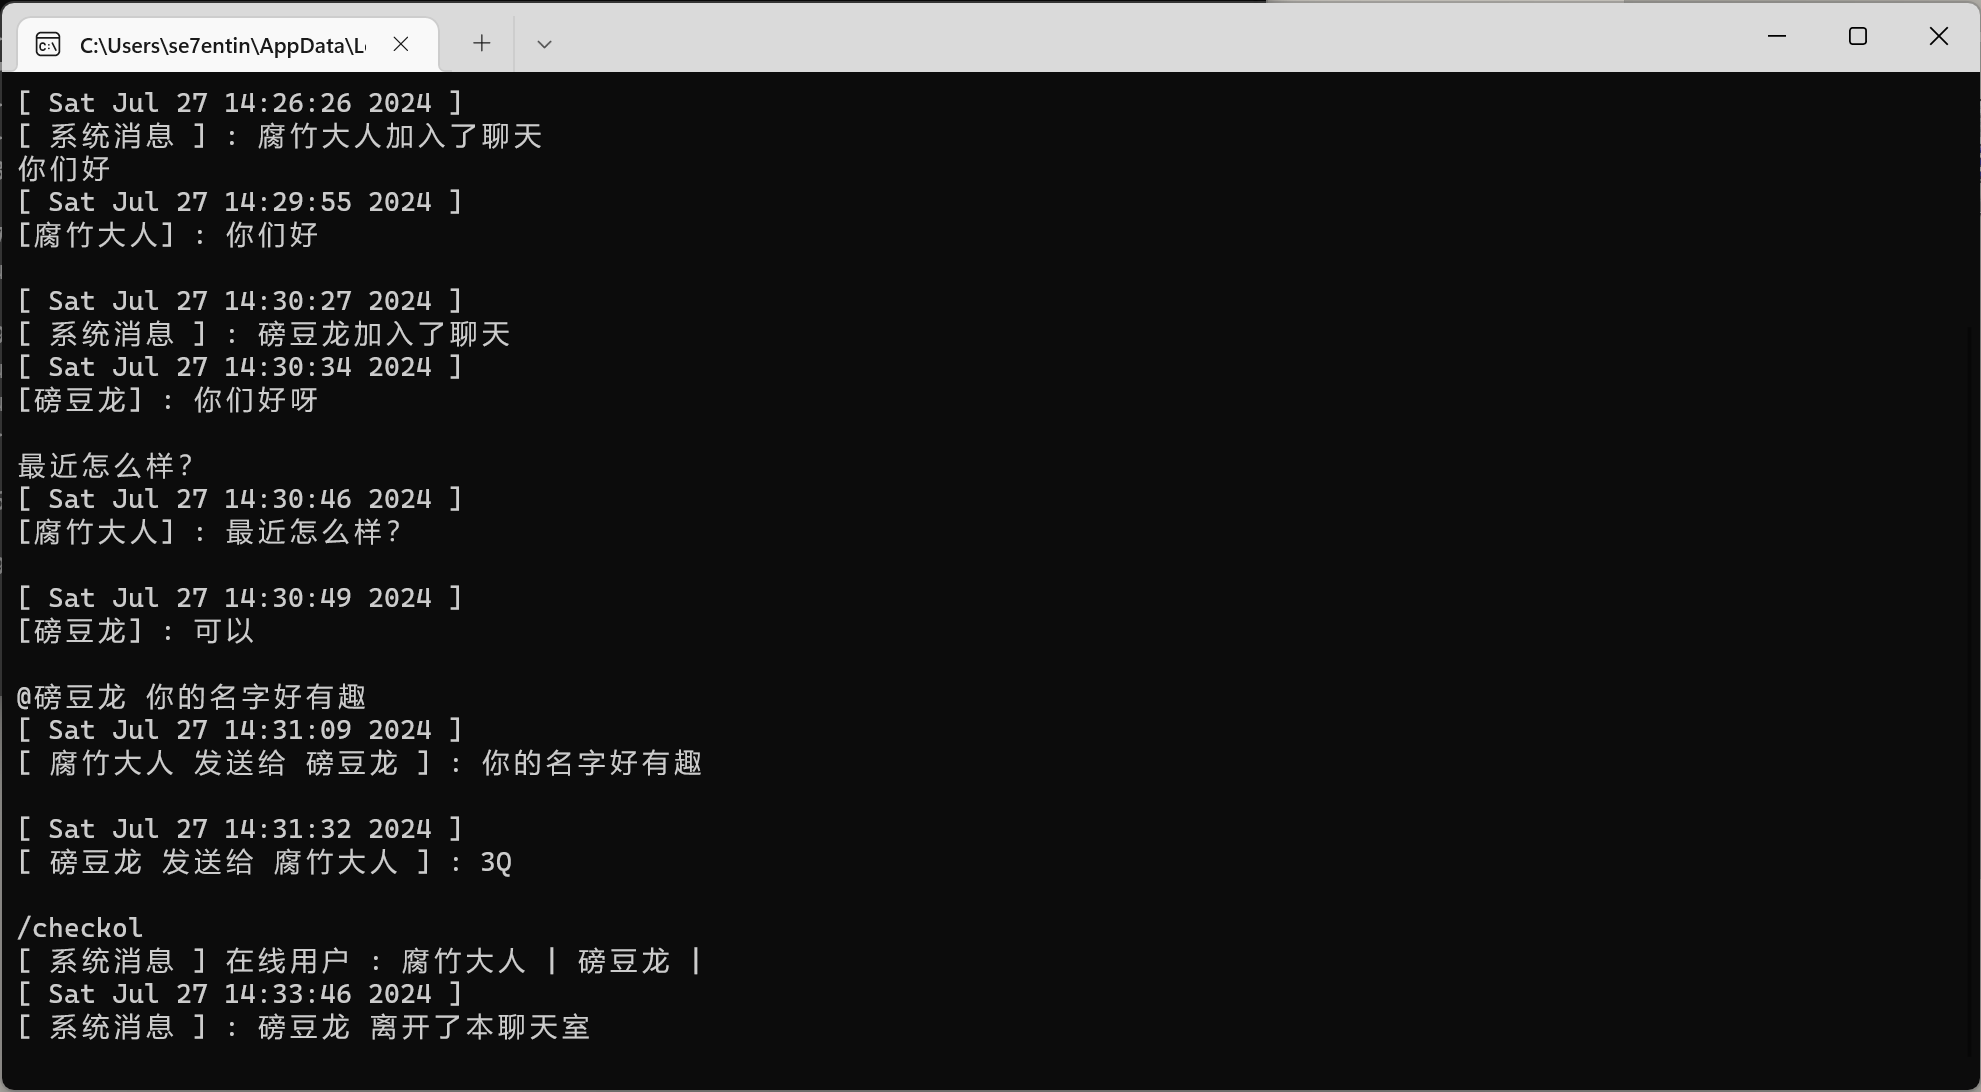 C:\Users\se7entin\AppData\L
[ Sat Jul 27 14:26:26 2024 ]
[ 系统消息 ] : 腐竹大人加入了聊天
你们好
[ Sat Jul 27 14:29:55 2024 ]
[腐竹大人] : 你们好
[ Sat Jul 27 14:30:27 2024 ]
[ 系统消息 ] : 磅豆龙加入了聊天
[ Sat Jul 27 14:30:34 2024 ]
[磅豆龙] : 你们好呀
最近怎么样?
[ Sat Jul 27 14:30:46 2024 ]
[腐竹大人] : 最近怎么样?
[ Sat Jul 27 14:30:49 2024 ]
[磅豆龙] : 可以
@磅豆龙 你的名字好有趣
[ Sat Jul 27 14:31:09 2024 ]
[ 腐竹大人 发送给 磅豆龙 ] : 你的名字好有趣
[ Sat Jul 27 14:31:32 2024 ]
[ 磅豆龙 发送给 腐竹大人 ] : 3Q
/checkol
[ 系统消息 ] 在线用户 : 腐竹大人 | 磅豆龙 |
[ Sat Jul 27 14:33:46 2024 ]
[ 系统消息 ] : 磅豆龙 离开了本聊天室